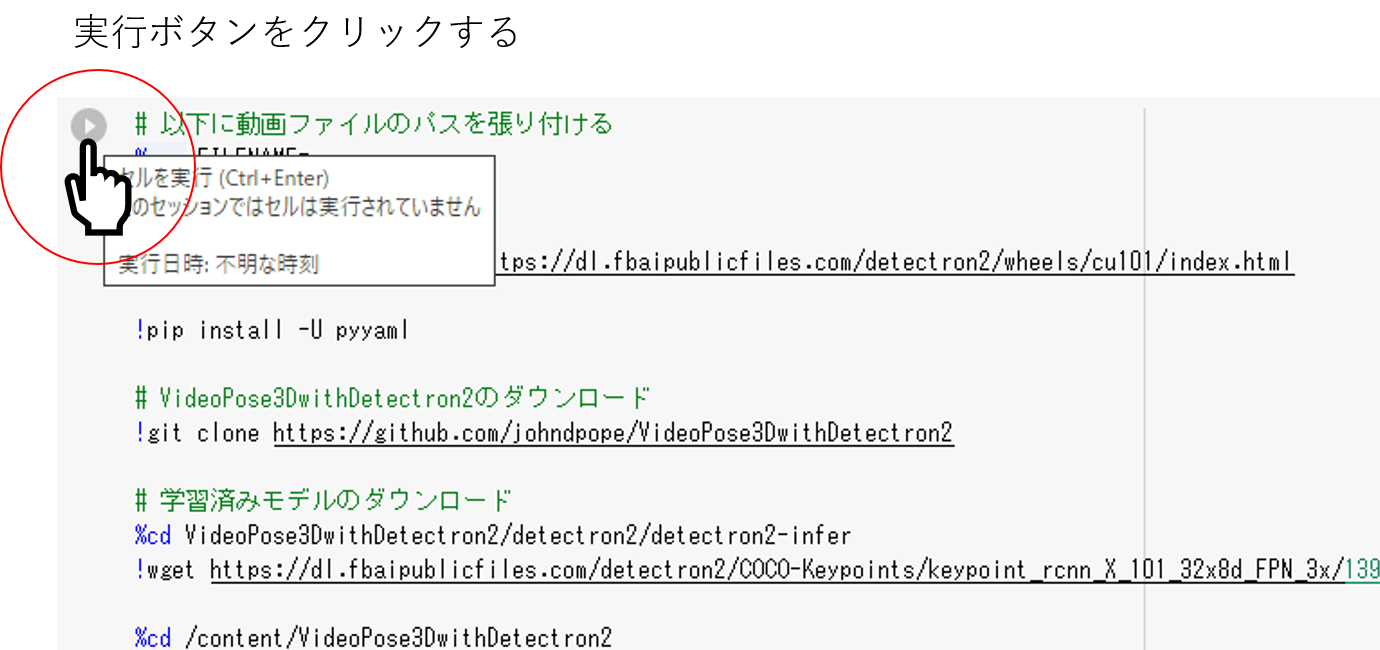 実行ボタンをクリックする
# 以下に動画ファイルのパスを張り付ける
FILENAME=
セルを実行 (Ctrl+Enter)
のセッションではセルは実行されていません
実行日時: 不明な時刻
tps://dl.fbaipublicfiles.com/detectron2/wheels/cu101/index.html
!pip install -U pyyaml
# VideoPose3DwithDetectron2のダウンロード
!git clone https://github.com/johndpope/VideoPose3DwithDetectron2
# 学習済みモデルのダウンロード
%cd VideoPose3DwithDetectron2/detectron2/detectron2-infer
!wget https://dl.fbaipublicfiles.com/detectron2/COCO-Keypoints/keypoint_rcnn_X_101_32x8d_FPN_3x/139
%cd /content/VideoPose3DwithDetectron2